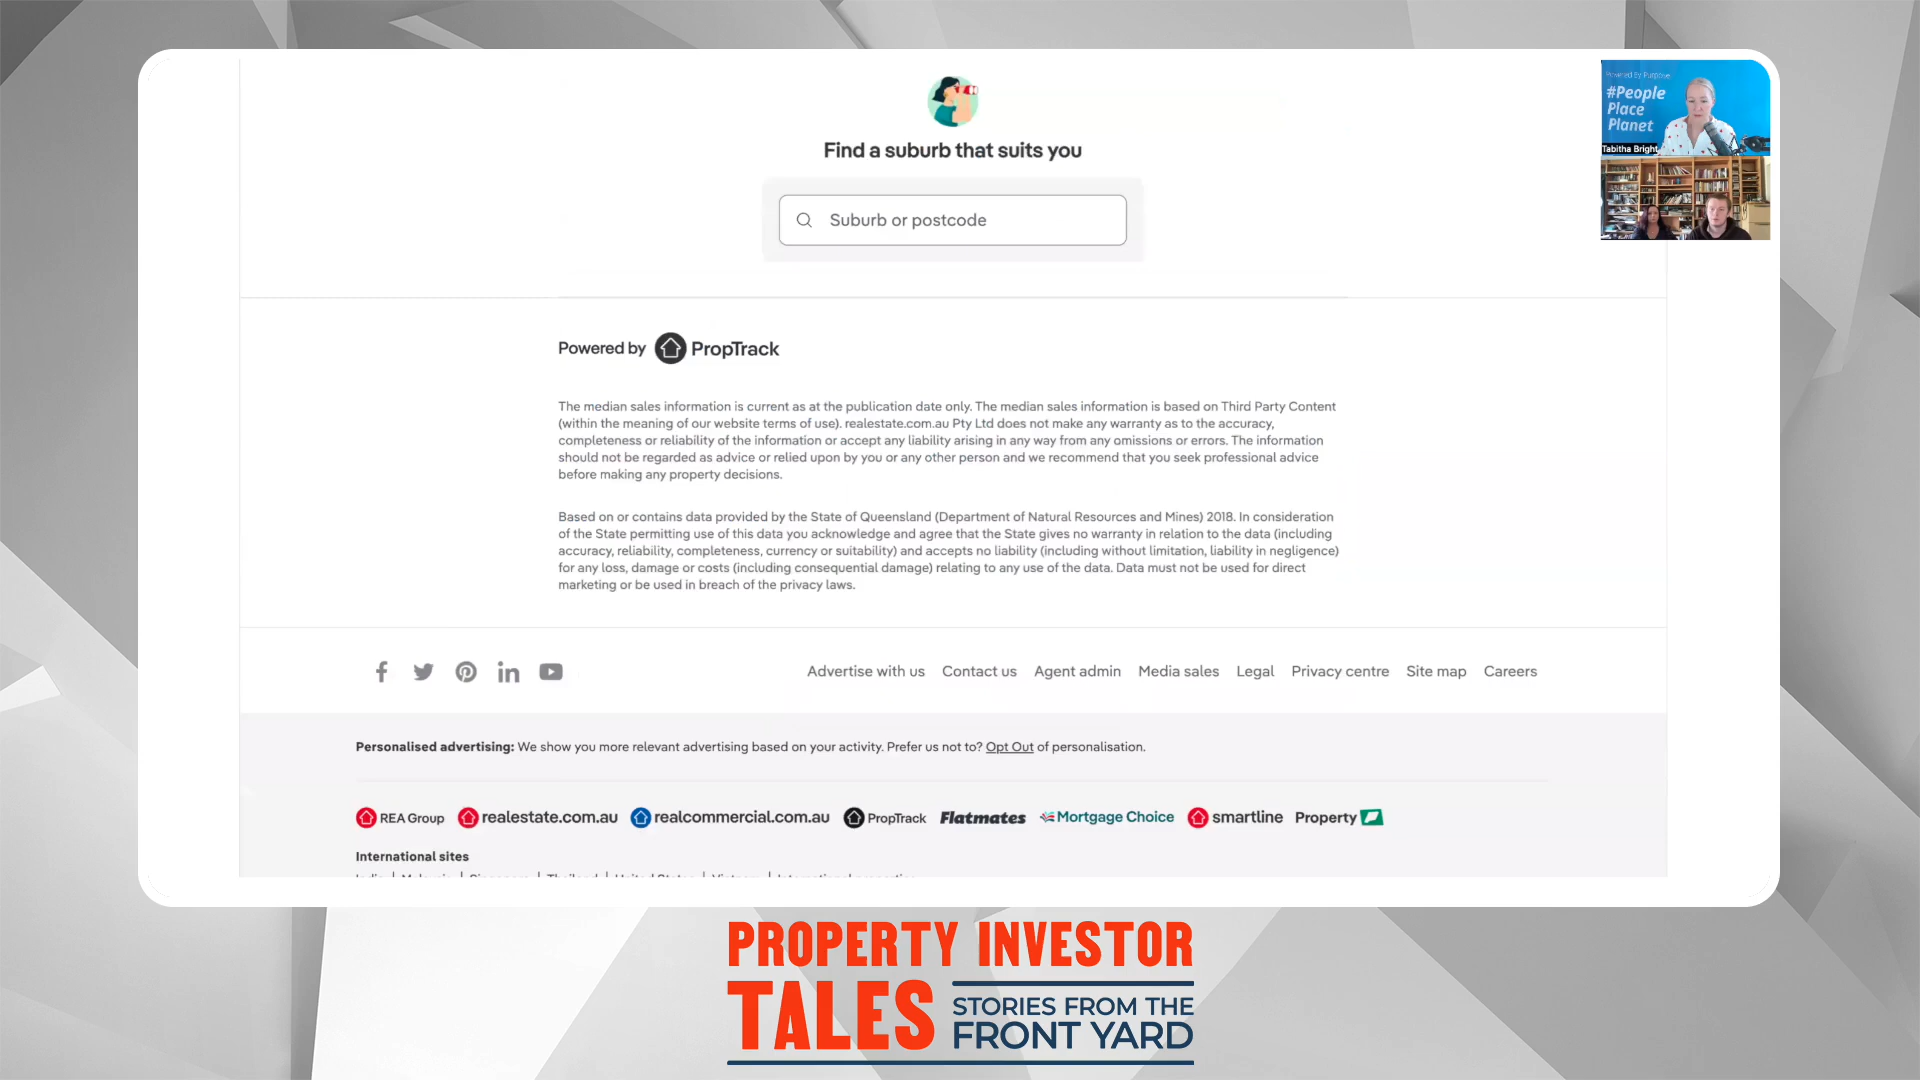 Powered By Purpose
#People
Place
Planet
Tabitha Bright
Find a suburb that suits you
Suburb or postcode
Powered by PropTrack
The median sales information is current as at the publication date only. The median sales information is based on Third Party Content
(within the meaning of our website terms of use). realestate.com.au Pty Ltd does not make any warranty as to the accuracy,
completeness or reliability of the information or accept any liability arising in any way from any omissions or errors. The information
should not be regarded as advice or relied upon by you or any other person and we recommend that you seek professional advice
before making any property decisions.
Based on or contains data provided by the State of Queensland (Department of Natural Resources and Mines) 2018. In consideration
of the State permitting use of this data you acknowledge and agree that the State gives no warranty in relation to the data (including
accuracy, reliability, completeness, currency or suitability) and accepts no liability (including without limitation, liability in negligence)
for any loss, damage or costs (including consequential damage) relating to any use of the data. Data must not be used for direct
marketing or be used in breach of the privacy laws.
Advertise with us Contact us Agent admin Media sales Legal Privacy centre Site map Careers
Personalised advertising: We show you more relevant advertising based on your activity. Prefer us not to? Opt Out of personalisation.
REA Group realestate.com.au realcommercial.com.au PropTrack Flatmates Mortgage Choice smartline Property
International sites
India | Malaysia | Singapore | Thailand | United States | Vietnam | International properties
PROPERTY INVESTOR
TALES STORIES FROM THE
FRONT YARD